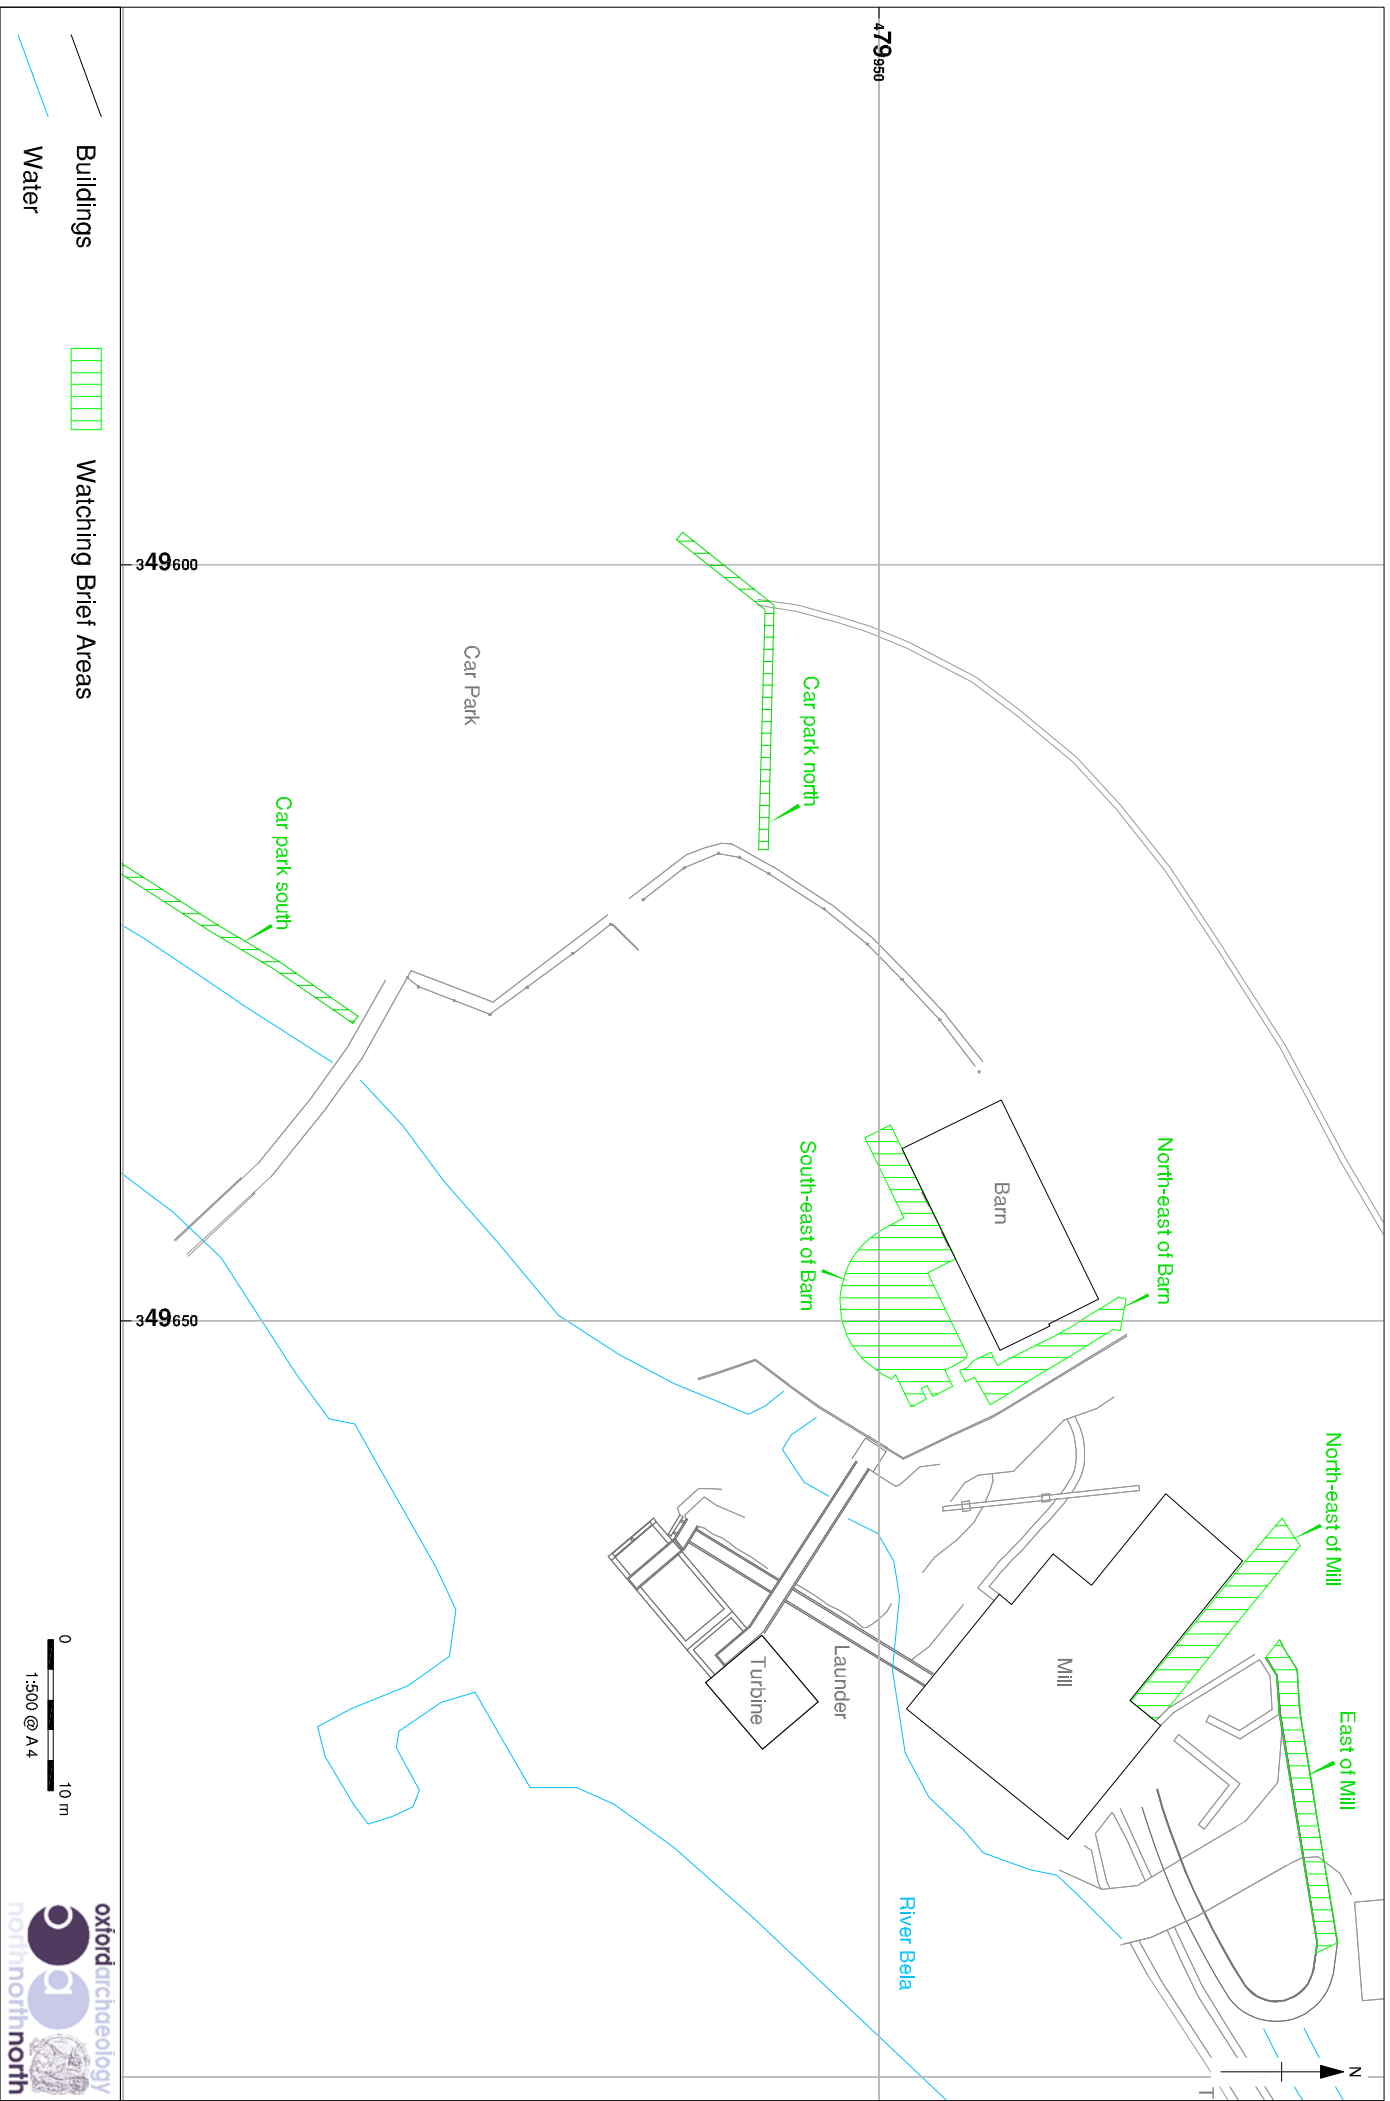 N
T
East of Mill
North-east of Mill
North-east of Barn
Mill
Barn
River Bela
479950
Launder
South-east of Barn
Car park north
Turbine
Car Park
Car park south
349600
349650
Buildings
Watching Brief Areas
Water
0
10 m
1:500 @ A 4
oxfordarchaeology
northnorthnorth